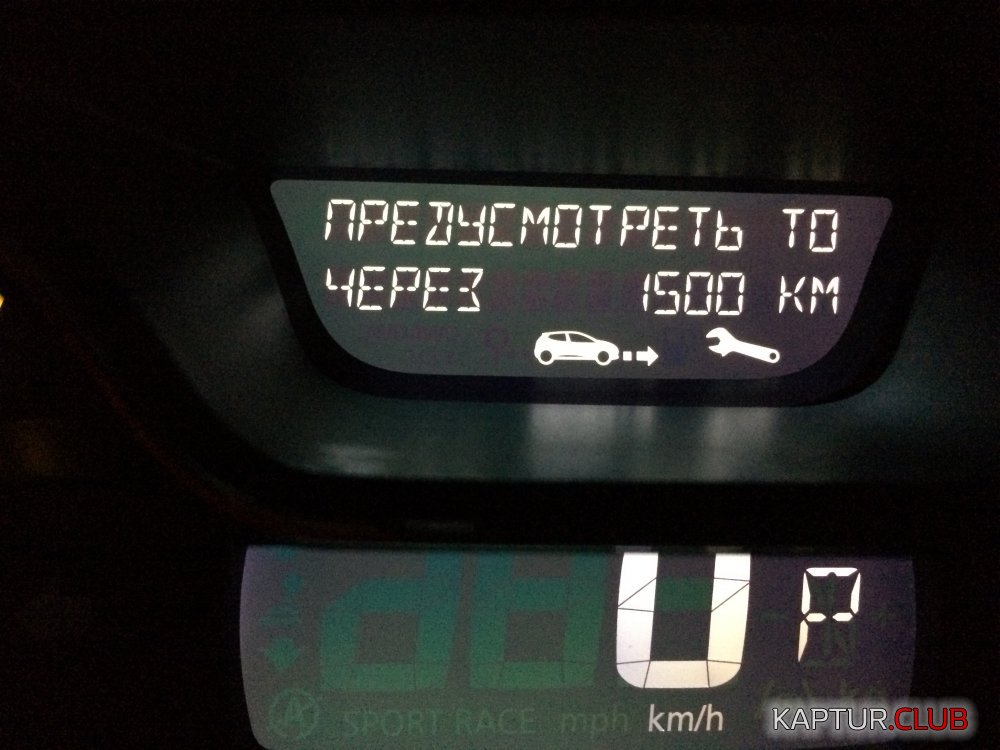 ПРЕДУСМОТРЕТЬ ТО
ЧЕРЕЗ 1500 КМ
0 P
SPORT RACE mph km/h
KAPTUR.CLUB